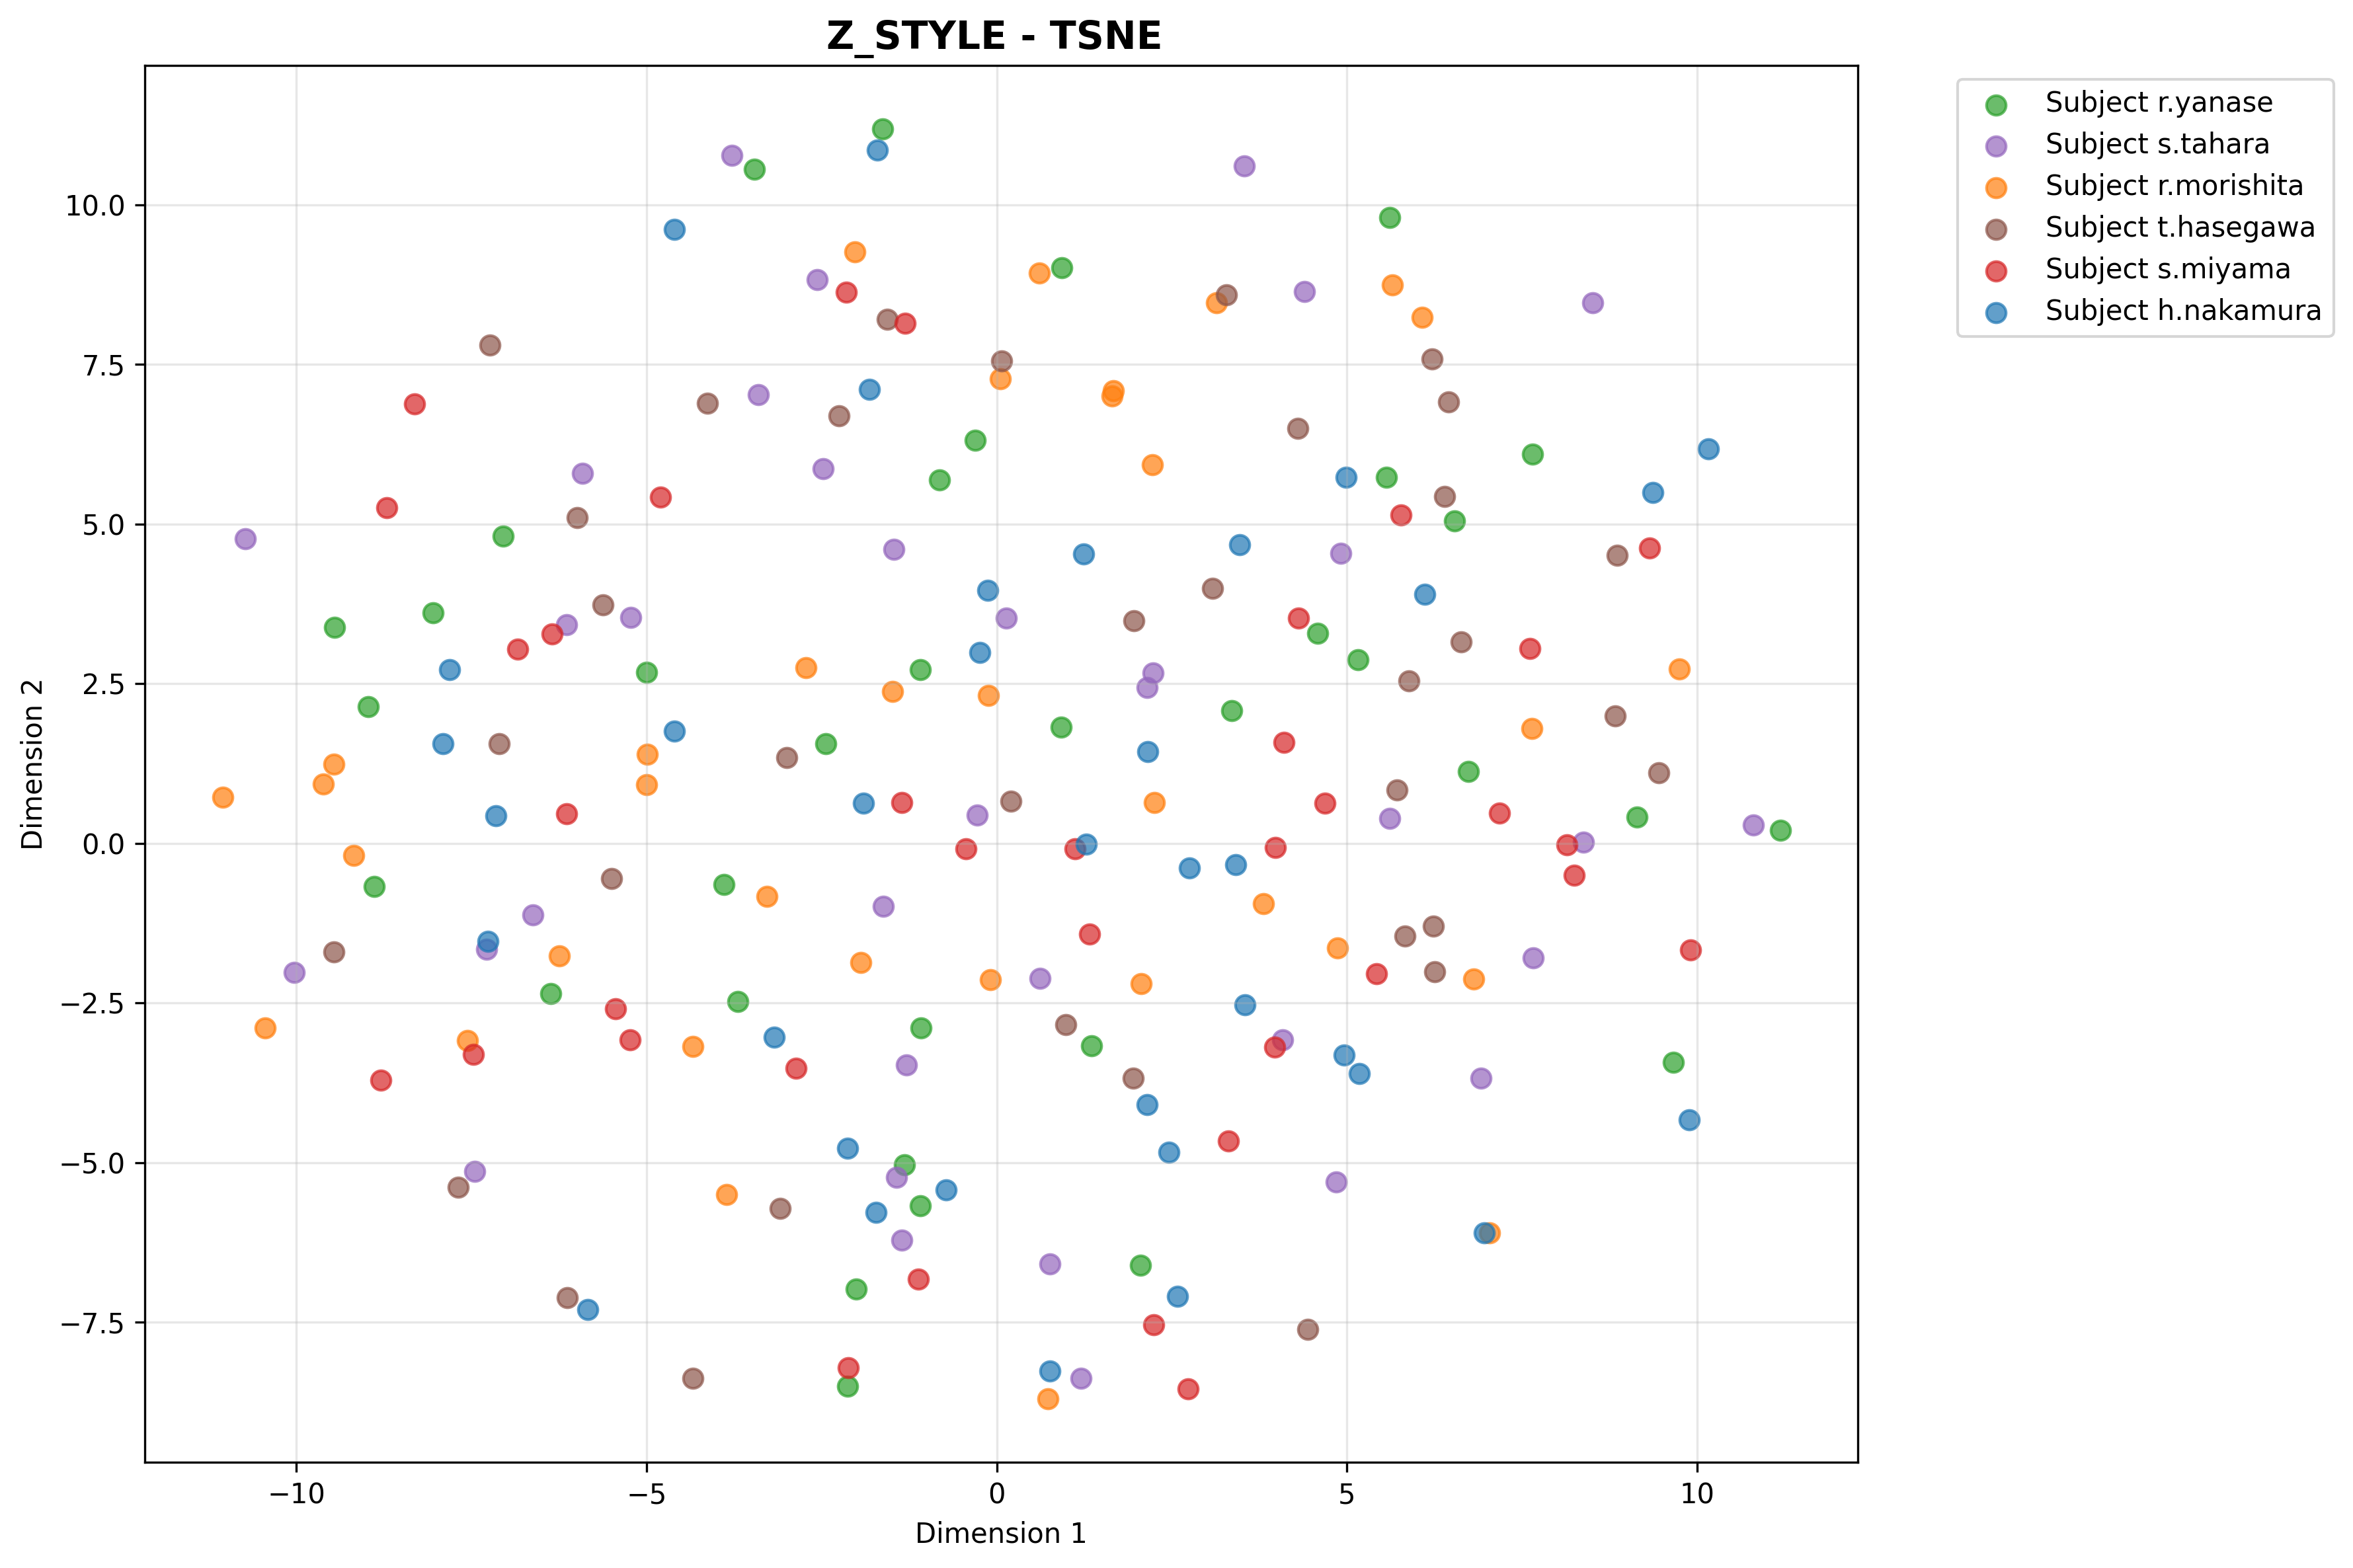 Z_STYLE - TSNE
Subject r.yanase
Subject s.tahara
Subject r.morishita
Subject t.hasegawa
Subject s.miyama
Subject h.nakamura
Dimension 2
10.0
7.5
5.0
2.5
0.0
−2.5
−5.0
−7.5
−10
−5
0
5
10
Dimension 1